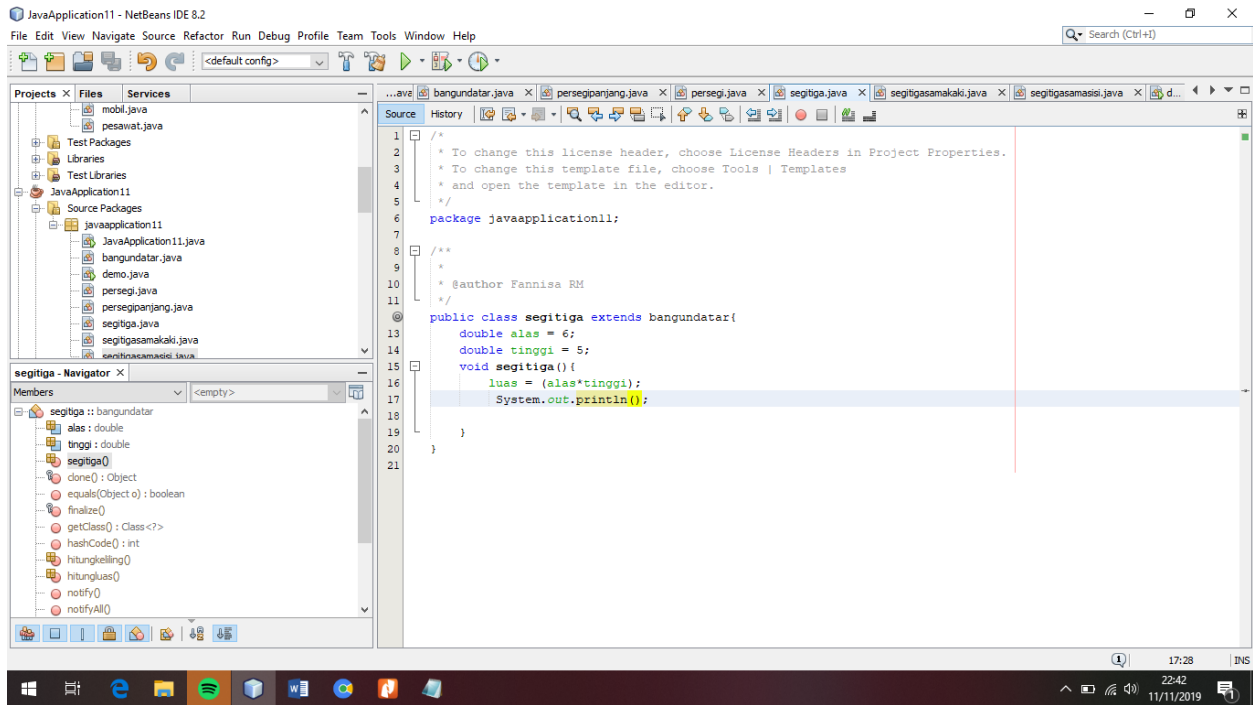 JavaApplication11 - NetBeans IDE 8.2
File Edit View Navigate Source Refactor Run Debug Profile Team Tools Window Help
Search (Ctrl+I)
<default config>
Projects Files Services
mobil.java
pesawat.java
Test Packages
Libraries
Test Libraries
JavaApplication11
Source Packages
javaapplication11
JavaApplication11.java
bangundatar.java
demo.java
persegi.java
persegipanjang.java
segitiga.java
segitigasamakaki.java
segitigasamasisi.java
segitiga - Navigator
Members <empty>
segitiga :: bangundatar
alas : double
tinggi : double
segitiga()
clone() : Object
equals(Object o) : boolean
finalize()
getClass() : Class<?>
hashCode() : int
hitungkeliling()
hitungluas()
notify()
notifyAll()
...ava bangundatar.java persegipanjang.java persegi.java segitiga.java segitigasamakaki.java segitigasamasisi.java d...
Source History
1 /*
2 * To change this license header, choose License Headers in Project Properties.
3 * To change this template file, choose Tools | Templates
4 * and open the template in the editor.
5 */
6 package javaapplication11;
7
8 /**
9 *
10 * @author Fannisa RM
11 */
public class segitiga extends bangundatar{
13 double alas = 6;
14 double tinggi = 5;
15 void segitiga(){
16 luas = (alas*tinggi);
17 System.out.println();
18
19 }
20 }
21
1 17:28 INS
22:42
11/11/2019
1